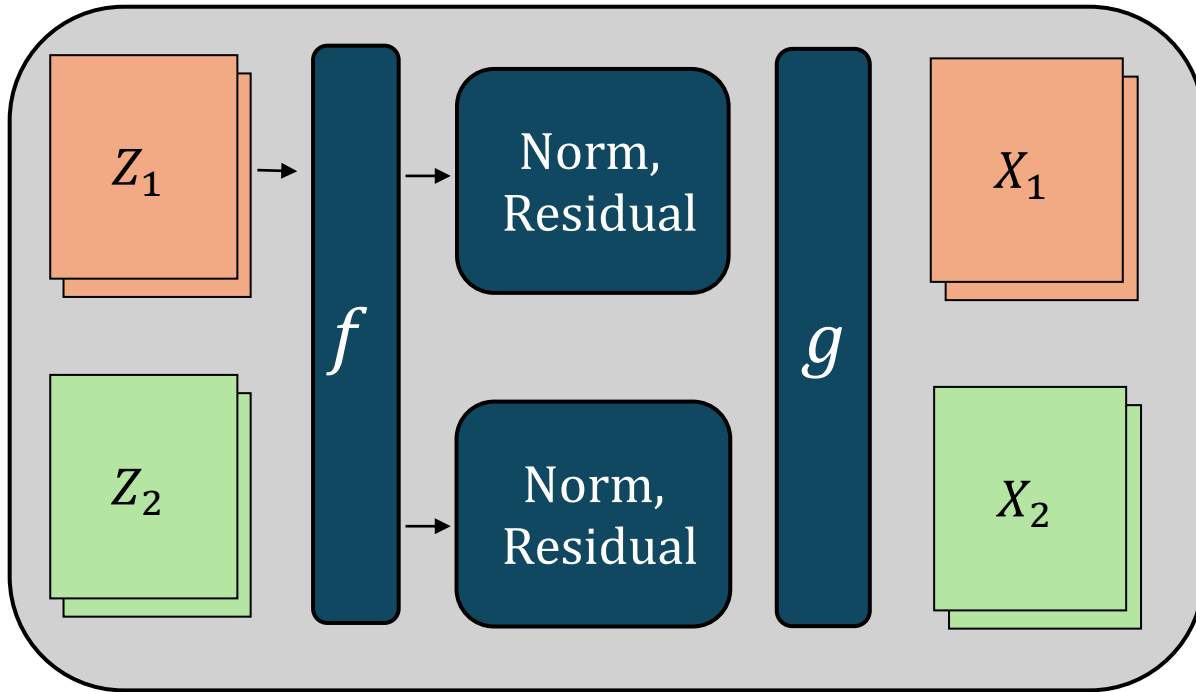 Z₁
f
Norm,
Residual
g
X₁
Z₂
Norm,
Residual
X₂